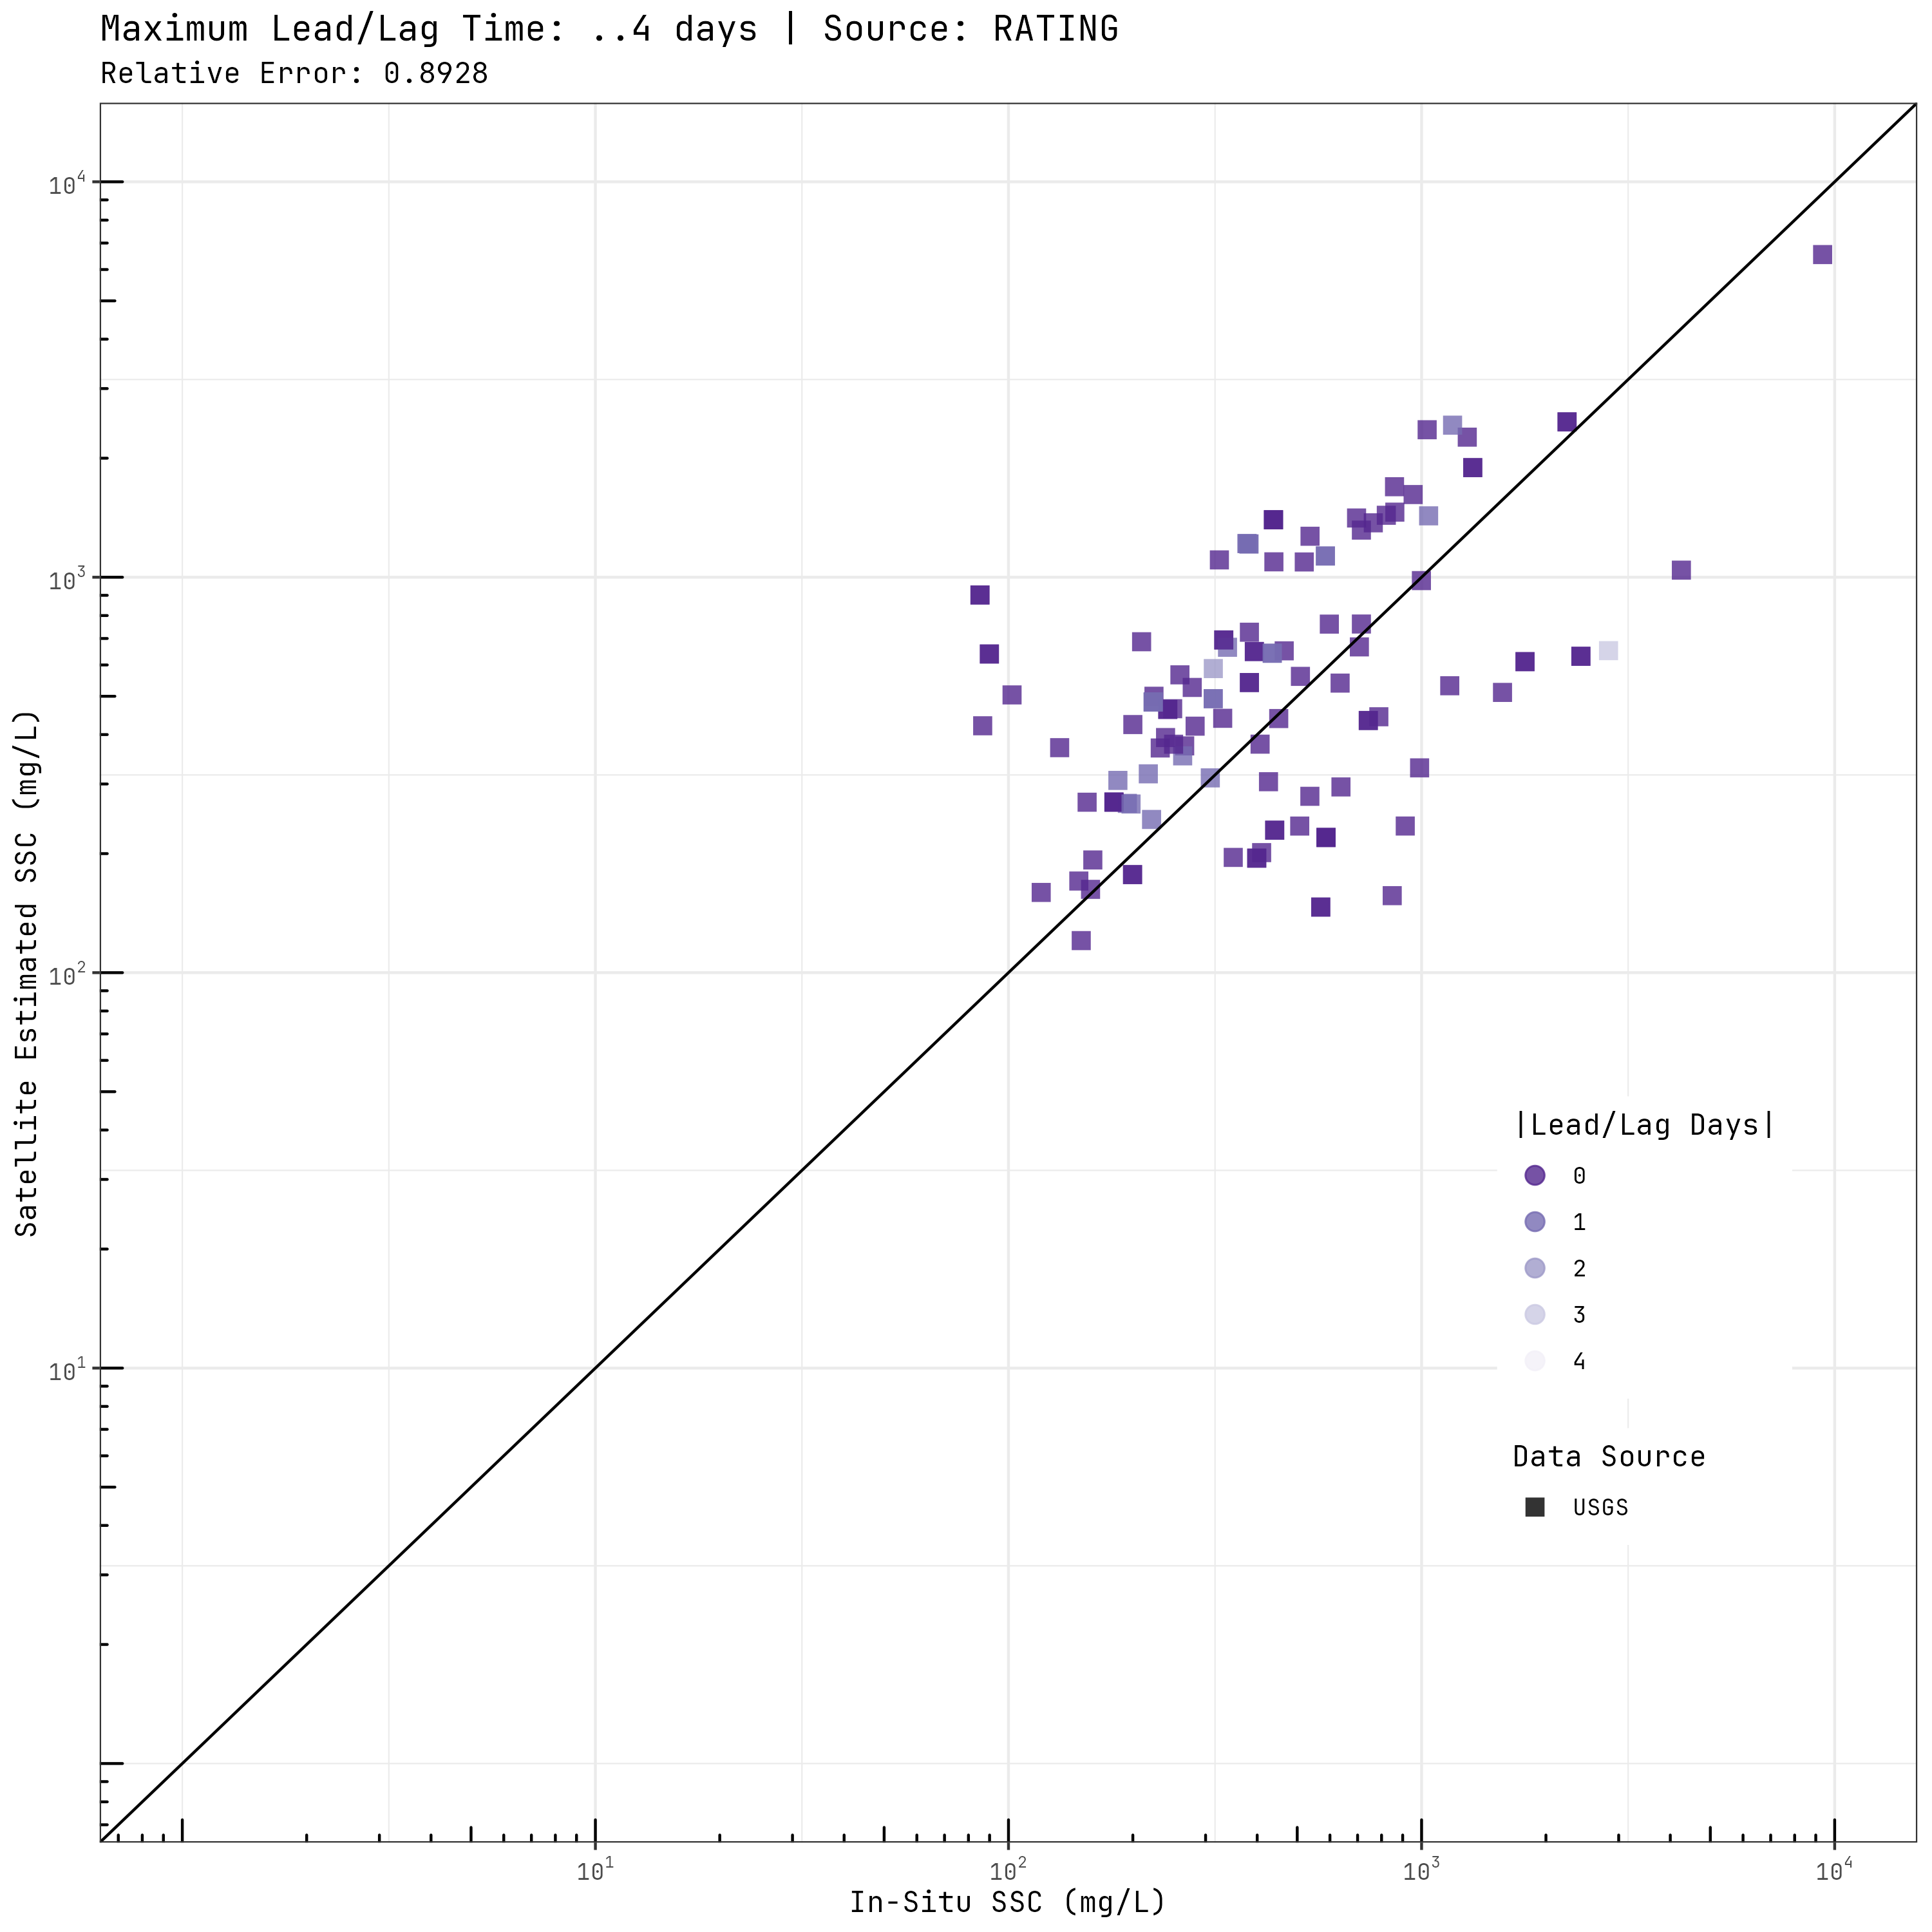 Maximum Lead/Lag Time: ..4 days | Source: RATING
Relative Error: 0.8928
Satellite Estimated SSC (mg/L)
10⁴
10³
10²
10¹
|Lead/Lag Days|
0
1
2
3
4
Data Source
USGS
10¹ 10² 10³ 10⁴
In-Situ SSC (mg/L)